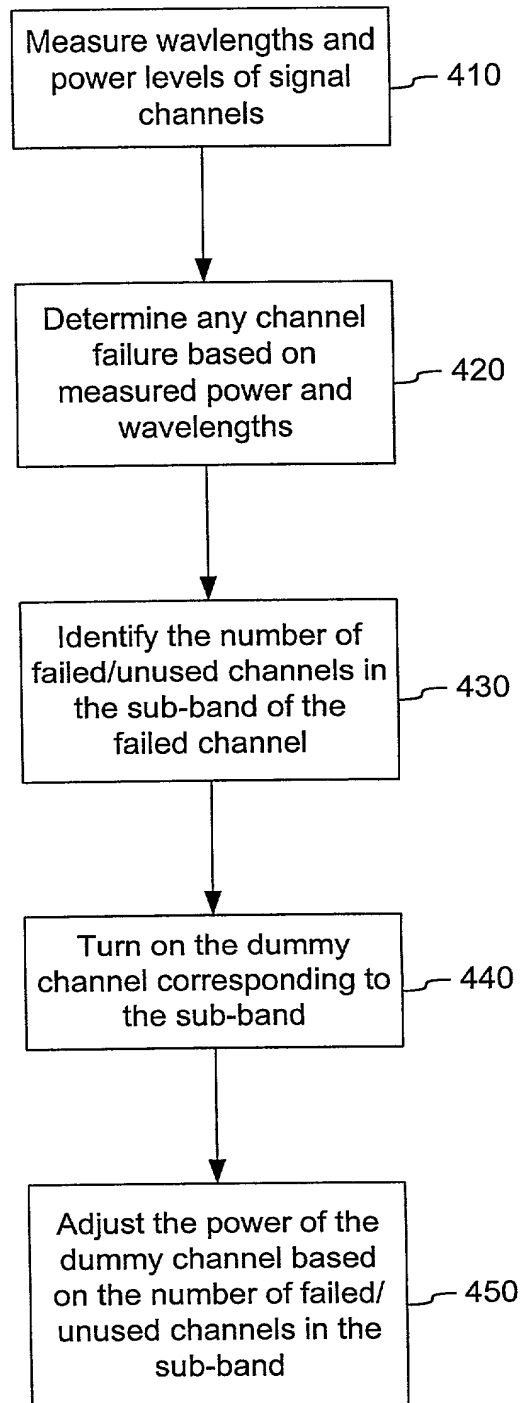 Measure wavlengths and
power levels of signal
channels
410
Determine any channel
failure based on
measured power and
wavelengths
420
Identify the number of
failed/unused channels in
the sub-band of the
failed channel
430
Turn on the dummy
channel corresponding to
the sub-band
440
Adjust the power of the
dummy channel based
on the number of failed/
unused channels in the
sub-band
450